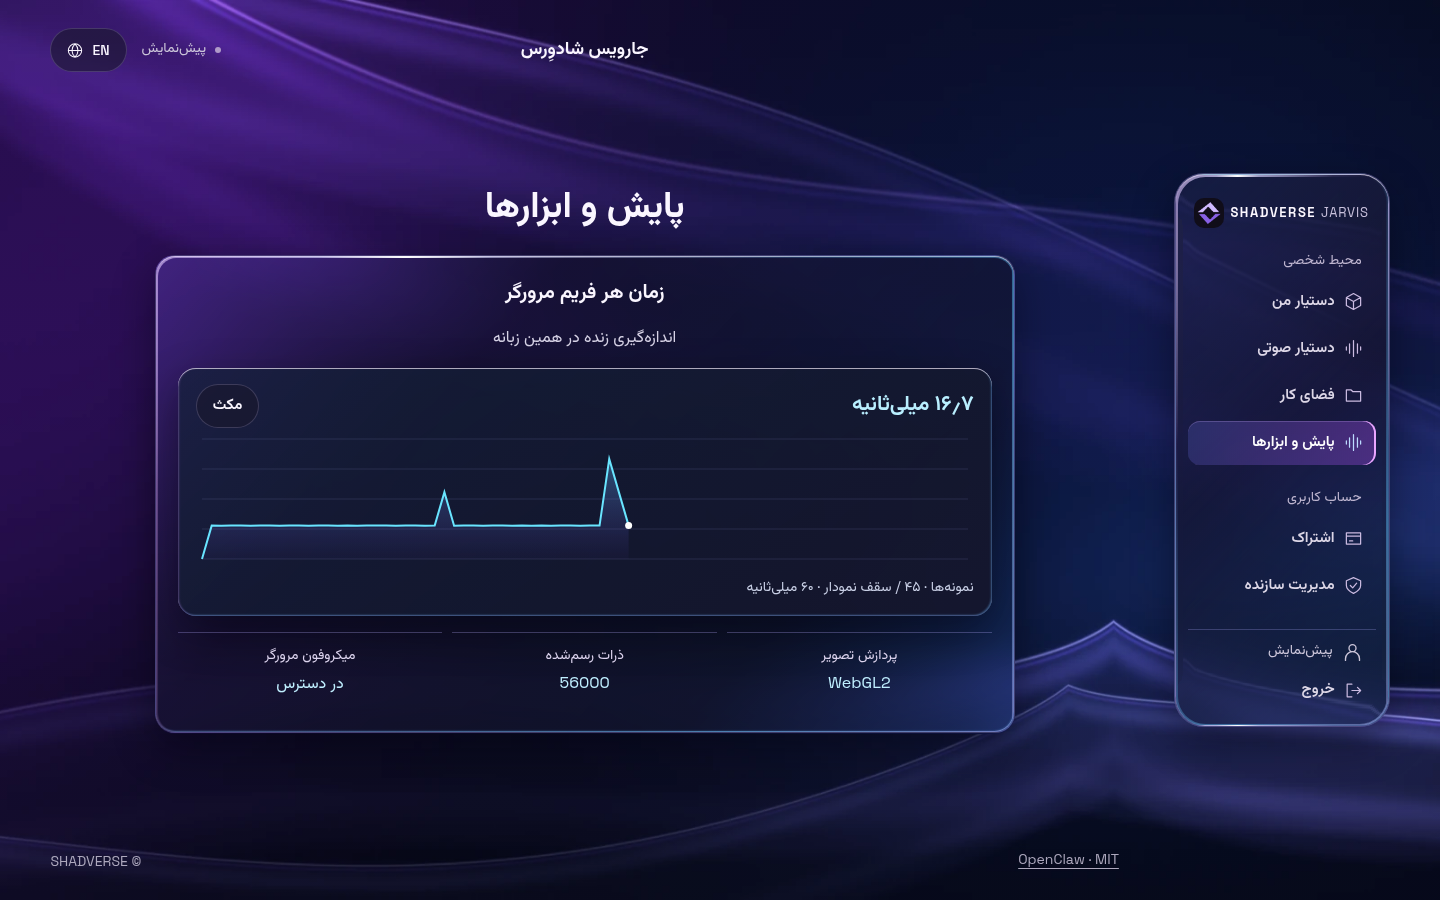 جارویس شادوِرس
پیش‌نمایش
EN
SHADVERSE JARVIS
محیط شخصی
دستیار من
دستیار صوتی
فضای کار
پایش و ابزارها
حساب کاربری
اشتراک
مدیریت سازنده
پیش‌نمایش
خروج
پایش و ابزارها
زمان هر فریم مرورگر
اندازه‌گیری زنده در همین زبانه
۱۶٫۷ میلی‌ثانیه
مکث
نمونه‌ها · ۴۵ / سقف نمودار · ۶۰ میلی‌ثانیه
پردازش تصویر
WebGL2
ذرات رسم‌شده
56000
میکروفون مرورگر
در دسترس
OpenClaw · MIT
SHADVERSE ©